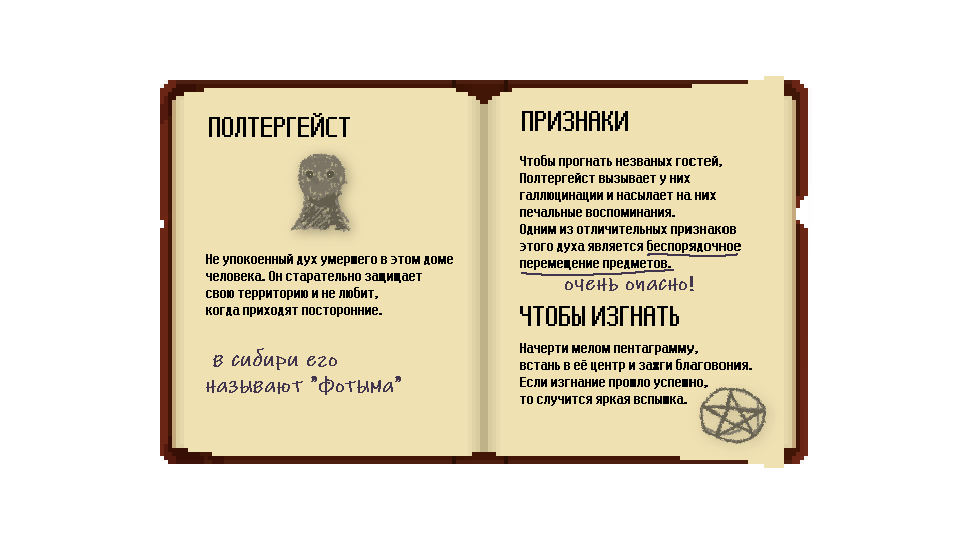 ПОЛТЕРГЕЙСТ
Не упокоенный дух умершего в этом доме
человека. Он старательно защищает
свою территорию и не любит,
когда приходят посторонние.
в сибири его
называют "Фотыма"
ПРИЗНАКИ
Чтобы прогнать незваных гостей,
Полтергейст вызывает у них
галлюцинации и насылает на них
печальные воспоминания.
Одним из отличительных признаков
этого духа является беспорядочное
перемещение предметов.
очень опасно!
ЧТОБЫ ИЗГНАТЬ
Начерти мелом пентаграмму,
встань в её центр и зажги благовония.
Если изгнание прошло успешно,
то случится яркая вспышка.